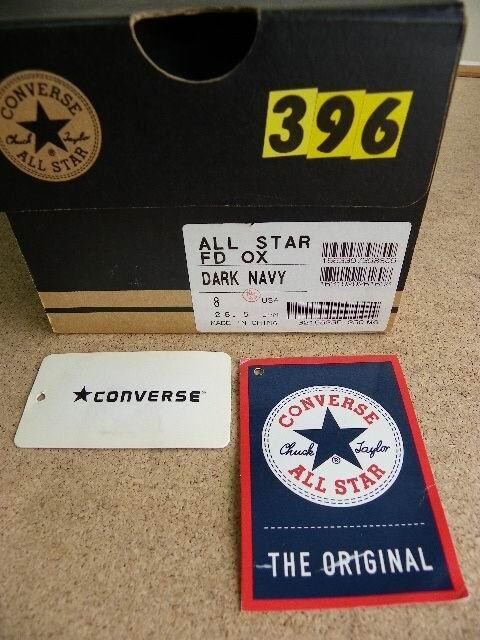 CONVERSE
Chuck Taylor
ALL STAR
396
ALL STAR
FD OX
DARK NAVY
8 USA
26.5 CM
MADE IN CHINA
★CONVERSE
CONVERSE
Chuck Taylor
®
ALL STAR
THE ORIGINAL